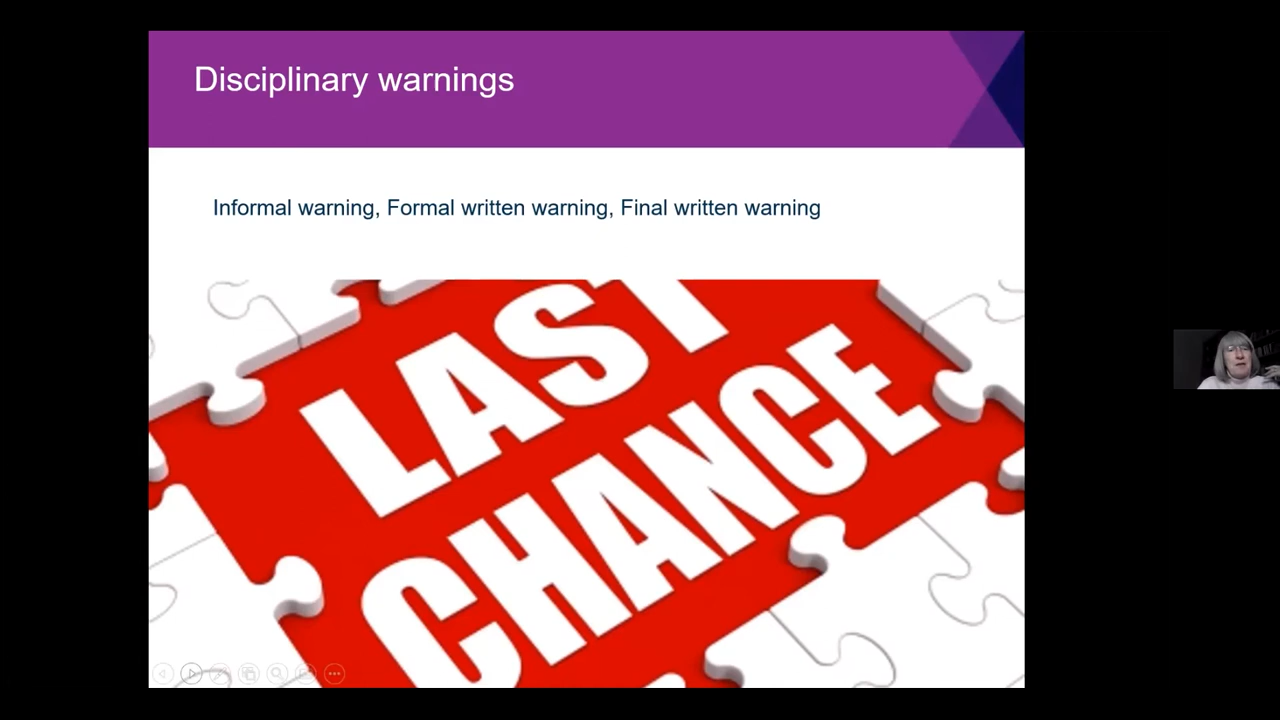 Disciplinary warnings
Informal warning, Formal written warning, Final written warning
LAST
CHANCE